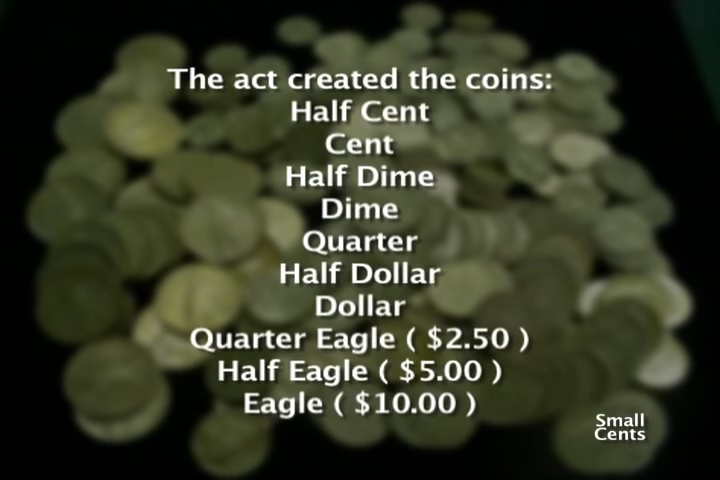 The act created the coins:
Half Cent
Cent
Half Dime
Dime
Quarter
Half Dollar
Dollar
Quarter Eagle ( $2.50 )
Half Eagle ( $5.00 )
Eagle ( $10.00 )
Small
Cents